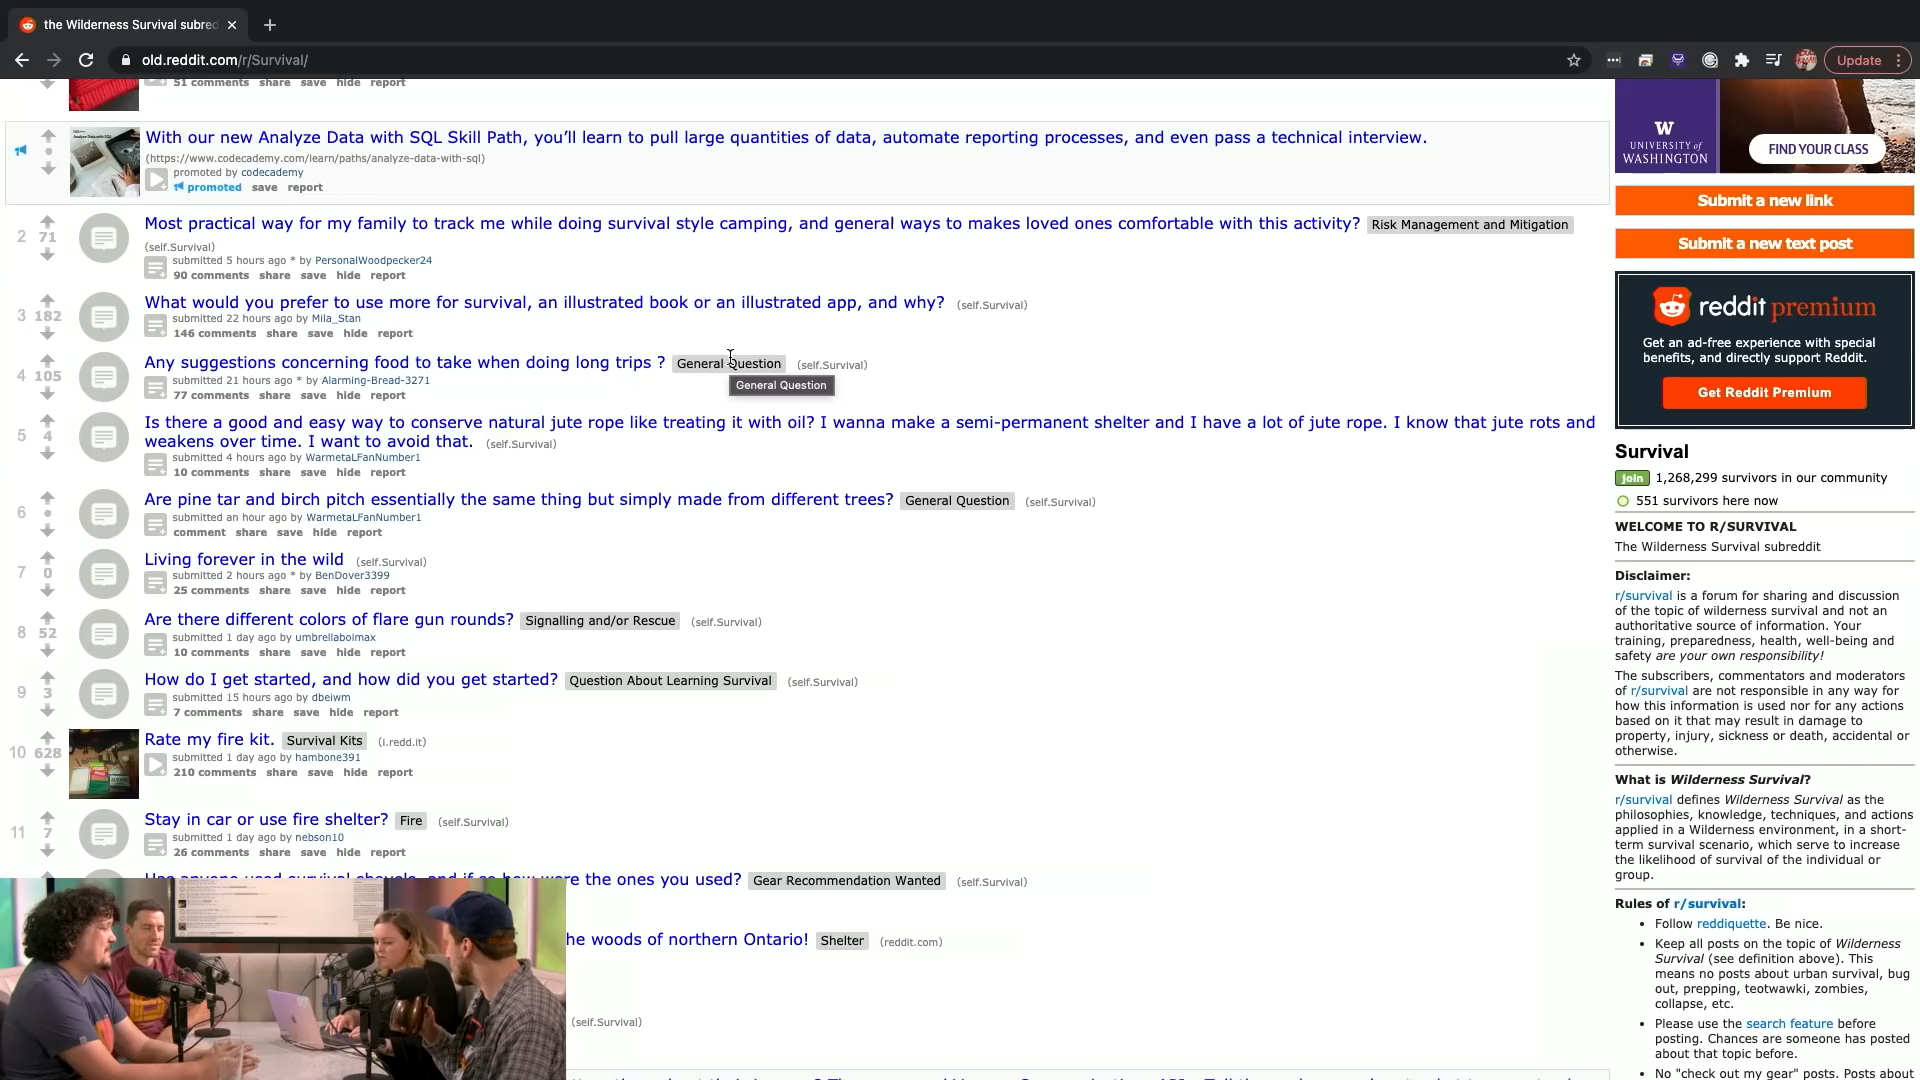 the Wilderness Survival subred
old.reddit.com/r/Survival/
Update
51 comments share save hide report
With our new Analyze Data with SQL Skill Path, you’ll learn to pull large quantities of data, automate reporting processes, and even pass a technical interview.
(https://www.codecademy.com/learn/paths/analyze-data-with-sql)
promoted by codecademy
promoted save report
2 71 Most practical way for my family to track me while doing survival style camping, and general ways to makes loved ones comfortable with this activity? Risk Management and Mitigation
(self.Survival)
submitted 5 hours ago * by PersonalWoodpecker24
90 comments share save hide report
3 182 What would you prefer to use more for survival, an illustrated book or an illustrated app, and why? (self.Survival)
submitted 22 hours ago by Mila_Stan
146 comments share save hide report
4 105 Any suggestions concerning food to take when doing long trips ? General Question (self.Survival)
General Question
submitted 21 hours ago * by Alarming-Bread-3271
77 comments share save hide report
5 4 Is there a good and easy way to conserve natural jute rope like treating it with oil? I wanna make a semi-permanent shelter and I have a lot of jute rope. I know that jute rots and
weakens over time. I want to avoid that. (self.Survival)
submitted 4 hours ago by WarmetaLFanNumber1
10 comments share save hide report
6 • Are pine tar and birch pitch essentially the same thing but simply made from different trees? General Question (self.Survival)
submitted an hour ago by WarmetaLFanNumber1
comment share save hide report
7 0 Living forever in the wild (self.Survival)
submitted 2 hours ago * by BenDover3399
25 comments share save hide report
8 52 Are there different colors of flare gun rounds? Signalling and/or Rescue (self.Survival)
submitted 1 day ago by umbrellaboimax
10 comments share save hide report
9 3 How do I get started, and how did you get started? Question About Learning Survival (self.Survival)
submitted 15 hours ago by dbeiwm
7 comments share save hide report
10 628 Rate my fire kit. Survival Kits (i.redd.it)
submitted 1 day ago by hambone391
210 comments share save hide report
11 7 Stay in car or use fire shelter? Fire (self.Survival)
submitted 1 day ago by nebson10
26 comments share save hide report
the ones you used? Gear Recommendation Wanted (self.Survival)
he woods of northern Ontario! Shelter (reddit.com)
(self.Survival)
W
UNIVERSITY of
WASHINGTON
FIND YOUR CLASS
Submit a new link
Submit a new text post
reddit premium
Get an ad-free experience with special
benefits, and directly support Reddit.
Get Reddit Premium
Survival
join 1,268,299 survivors in our community
551 survivors here now
WELCOME TO R/SURVIVAL
The Wilderness Survival subreddit
Disclaimer:
r/survival is a forum for sharing and discussion
of the topic of wilderness survival and not an
authoritative source of information. Your
training, preparedness, health, well-being and
safety are your own responsibility!
The subscribers, commentators and moderators
of r/survival are not responsible in any way for
how this information is used nor for any actions
based on it that may result in damage to
property, injury, sickness or death, accidental or
otherwise.
What is Wilderness Survival?
r/survival defines Wilderness Survival as the
philosophies, knowledge, techniques, and actions
applied in a Wilderness environment, in a short-
term survival scenario, which serve to increase
the likelihood of survival of the individual or
group.
Rules of r/survival:
• Follow reddiquette. Be nice.
• Keep all posts on the topic of Wilderness
Survival (see definition above). This
means no posts about urban survival, bug
out, prepping, teotwawki, zombies,
collapse, etc.
• Please use the search feature before
posting. Chances are someone has posted
about that topic before.
• No "check out my gear" posts. Posts about